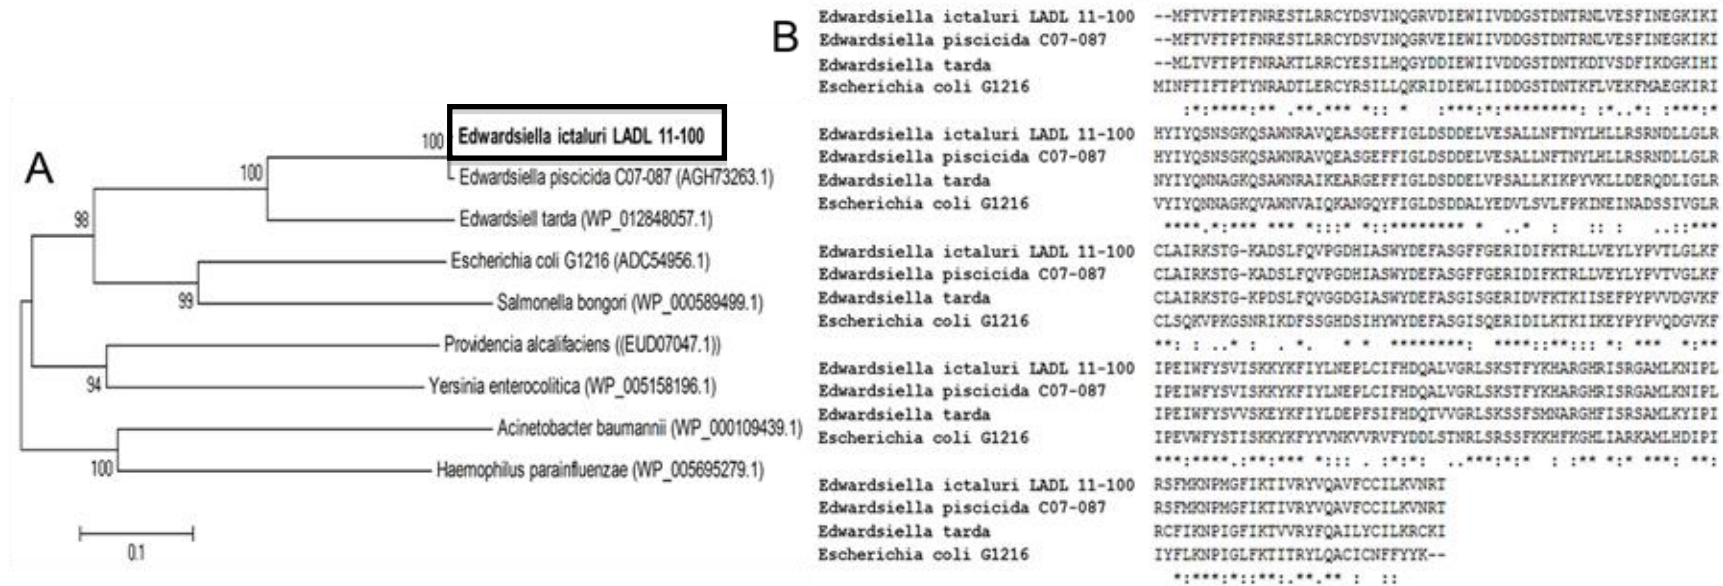 A
100
Edwardsiella ictaluri LADL 11-100
Edwardsiella piscicida C07-087 (AGH73263.1)
100
Edwardsiell tarda (WP_012848057.1)
98
Escherichia coli G1216 (ADC54956.1)
99
Salmonella bongori (WP_000589499.1)
Providencia alcalifaciens ((EUD07047.1))
94
Yersinia enterocolitica (WP_005158196.1)
Acinetobacter baumannii (WP_000109439.1)
100
Haemophilus parainfluenzae (WP_005695279.1)
0.1
B
Edwardsiella ictaluri LADL 11-100 --MFTVFTPTFNRESTLRRCYDSVINQGRVDIEWIIVDDGSTDNTRNLVESFINEGKIKI
Edwardsiella piscicida C07-087 --MFTVFTPTFNRESTLRRCYDSVINQGRVEIEWIIVDDGSTDNTRNLVESFINEGKIKI
Edwardsiella tarda --MLTVFTPTFNRAKTLRRCYESILHQGYDDIEWIIVDDGSTDNTKDIVSDFIKDGKIHI
Escherichia coli G1216 MINFTIFTPTYNRADTLERCYRSILLQKRIDIEWLIIDDGSTDNTKFLVEKFMAEGKIRI
:*:****:** .**.*** *:: * :***:*:********: :*..*: :***:*
Edwardsiella ictaluri LADL 11-100 HYIYQSNSGKQSAWNRAVQEASGEFFIGLDSDDELVESALLNFTNYLHLLRSRNDLLGLR
Edwardsiella piscicida C07-087 HYIYQSNSGKQSAWNRAVQEASGEFFIGLDSDDELVESALLNFTNYLHLLRSRNDLLGLR
Edwardsiella tarda NYIYQNNAGKQSAWNRAIKEARGEFFIGLDSDDELVPSALLKIKPYVKLLDERQDLIGLR
Escherichia coli G1216 VYIYQNNAGKQVAWNVAIQKANGQYFIGLDSDDALYEDVLSVLFPKINEINADSSIVGLR
Edwardsiella ictaluri LADL 11-100 CLAIRKSTG-KADSLFQVPGDHIASWYDEFASGFFGERIDIFKTRLLVEYLYPVTLGLKF
Edwardsiella piscicida C07-087 CLAIRKSTG-KADSLFQVPGDHIASWYDEFASGFFGERIDIFKTRLLVEYLYPVTVGLKF
Edwardsiella tarda CLAIRKSTG-KPDSLFQVGGDGIASWYDEFASGISGERIDVFKTKIISEFPYPVVDGVKF
Escherichia coli G1216 CLSQKVPKGSNRIKDFSSGHDSIHYWYDEFASGISQERIDILKTKIIKEYPYPVQDGVKF
Edwardsiella ictaluri LADL 11-100 IPEIWFYSVISKKYKFIYLNEPLCIFHDQALVGRLSKSTFYKHARGHRISRGAMLKNIPL
Edwardsiella piscicida C07-087 IPEIWFYSVISKKYKFIYLNEPLCIFHDQALVGRLSKSTFYKHARGHRISRGAMLKNIPL
Edwardsiella tarda IPEIWFYSVVSKEYKFIYLDEPFSIFHDQTVVGRLSKSSFSMNARGHFISRSAMLKYIPI
Escherichia coli G1216 IPEVWFYSTISKKYKFYYVNKVVRVFYDDLSTNRLSRSSFKKHFKGHLIARKAMLHDIPI
Edwardsiella ictaluri LADL 11-100 RSFMKNPMGFIKTIVRYVQAVFCCILKVNRT
Edwardsiella piscicida C07-087 RSFMKNPMGFIKTIVRYVQAVFCCILKVNRT
Edwardsiella tarda RCFIKNPIGFIKTVVRYFQAILYCILKRCKI
Escherichia coli G1216 IYFLKNPIGLFKTITRYLQACICNFFYYK--